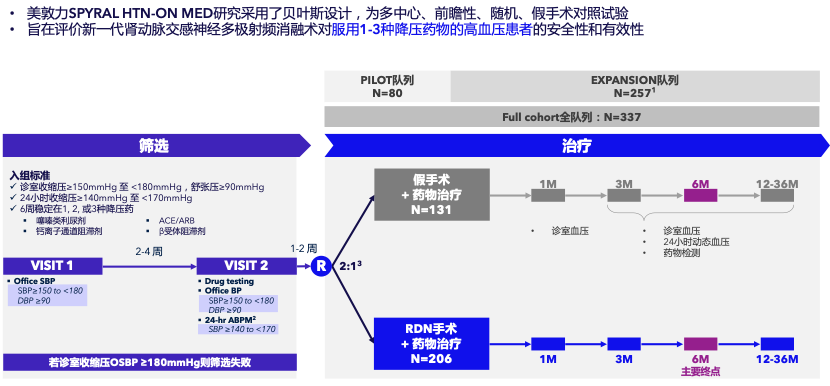 • 美敦力SPYRAL HTN-ON MED研究采用了贝叶斯设计，为多中心、前瞻性、随机、假手术对照试验
• 旨在评价新一代肾动脉交感神经多极射频消融术对服用1-3种降压药物的高血压患者的安全性和有效性
PILOT队列
N=80
EXPANSION队列
N=257¹
Full cohort全队列：N=337
筛选
治疗
入组标准
✓ 诊室收缩压≥150mmHg 至 <180mmHg，舒张压≥90mmHg
✓ 24小时收缩压≥140mmHg 至 <170mmHg
✓ 6周稳定在1, 2, 或3种降压药
▪ 噻嗪类利尿剂
▪ ACE/ARB
▪ 钙离子通道阻滞剂
▪ β受体阻滞剂
VISIT 1
2-4 周
VISIT 2
1-2 周
R
2:1³
▪ Office SBP
SBP≥150 to <180
DBP ≥90
▪ Drug testing
▪ Office BP
SBP≥150 to <180
DBP ≥90
▪ 24-hr ABPM²
SBP ≥140 to <170
若诊室收缩压OSBP ≥180mmHg则筛选失败
假手术
+ 药物治疗
N=131
1M
3M
6M
12-36M
• 诊室血压
• 诊室血压
• 24小时动态血压
• 药物检测
RDN手术
+ 药物治疗
N=206
1M
3M
6M
主要终点
12-36M